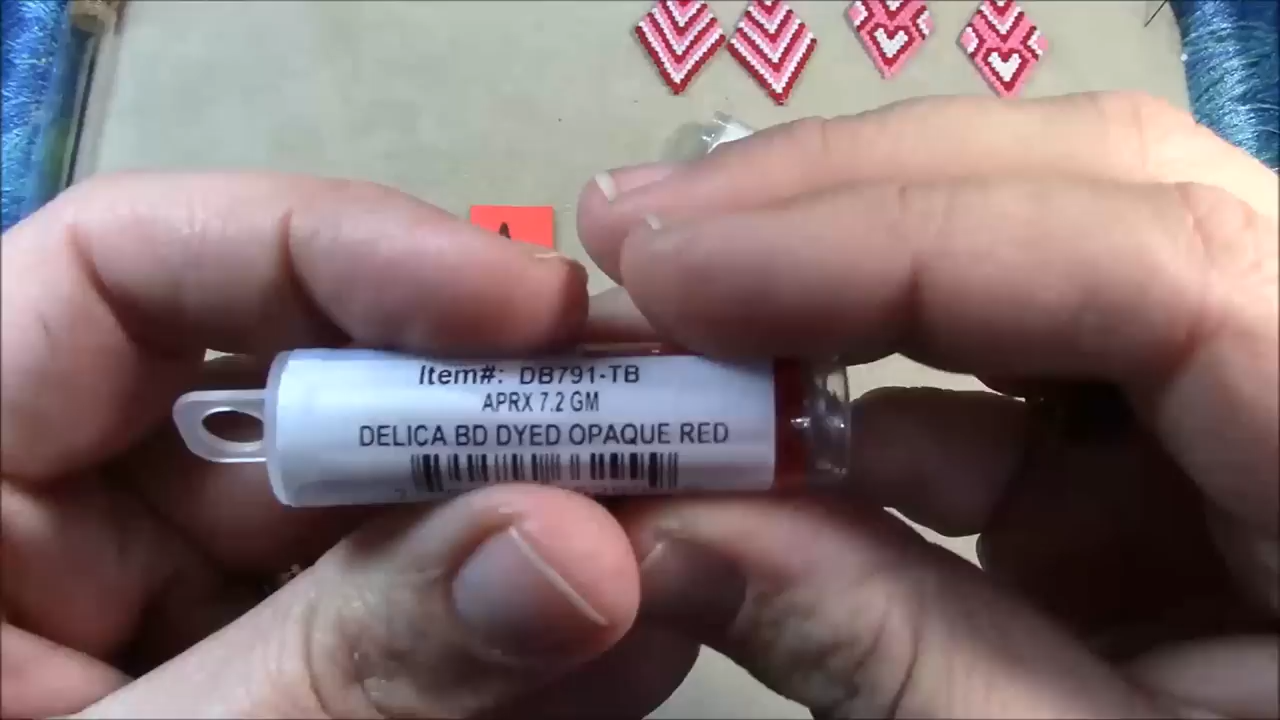 Item#: DB791-TB
APRX 7.2 GM
DELICA BD DYED OPAQUE RED